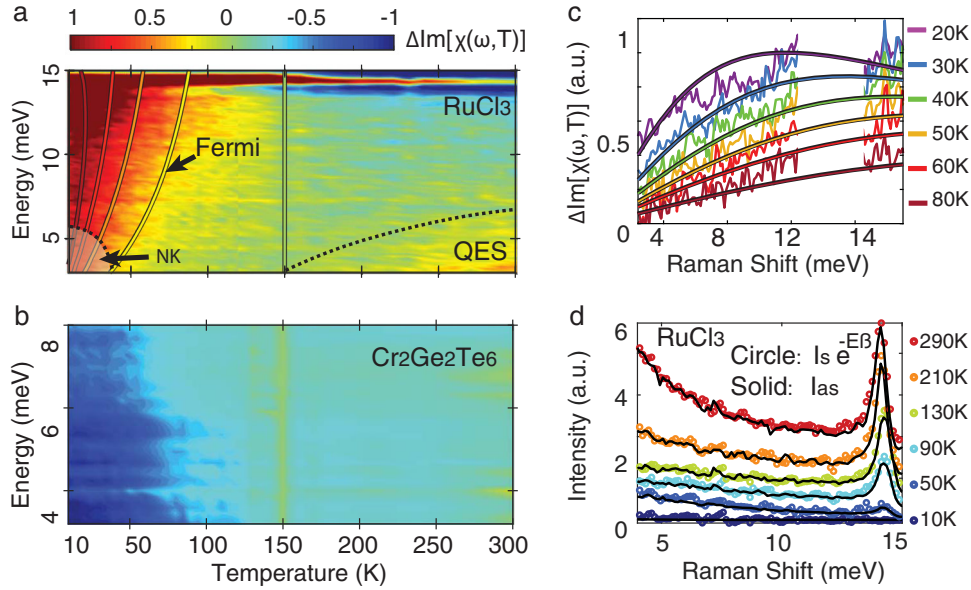 a
1 0.5 0 -0.5 -1
ΔIm[χ(ω,T)]
15
10
5
Energy (meV)
RuCl3
Fermi
NK
QES
b
8
6
4
Energy (meV)
Cr2Ge2Te6
10 50 100 150 200 250 300
Temperature (K)
c
1
0.5
0
ΔIm[χ(ω,T)] (a.u.)
4 8 12 16
Raman Shift (meV)
20K
30K
40K
50K
60K
80K
d
6
4
2
0
Intensity (a.u.)
RuCl3
Circle: Is e-Eβ
Solid: Ias
5 10 15
Raman Shift (meV)
290K
210K
130K
90K
50K
10K